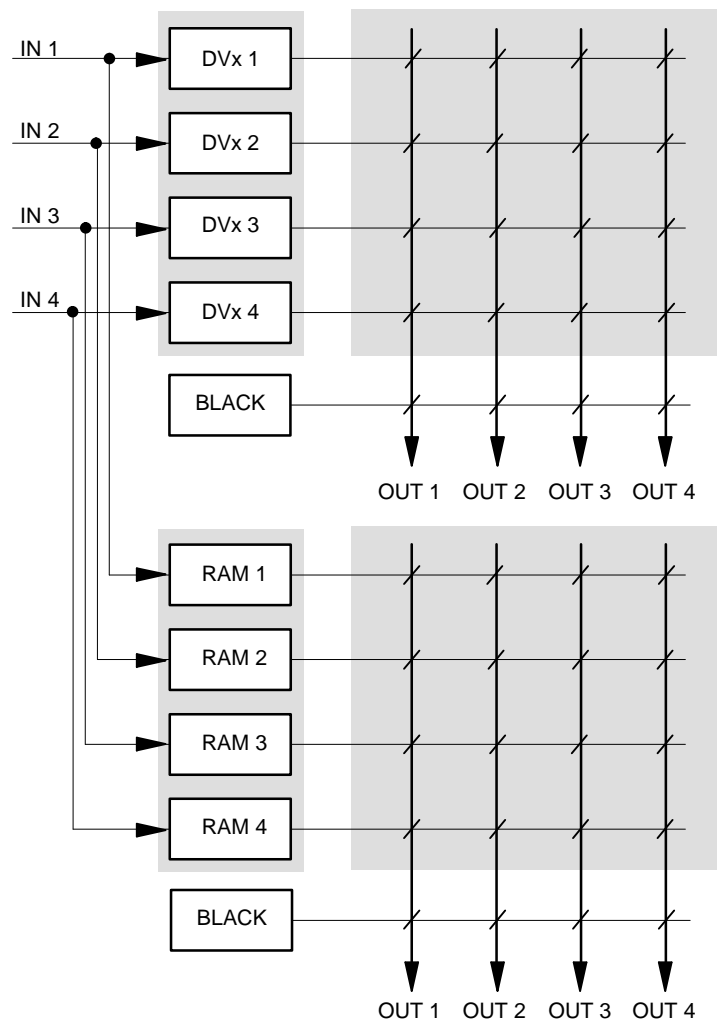 IN 1
DVx 1
IN 2
DVx 2
IN 3
DVx 3
IN 4
DVx 4
BLACK
OUT 1 OUT 2 OUT 3 OUT 4
RAM 1
RAM 2
RAM 3
RAM 4
BLACK
OUT 1 OUT 2 OUT 3 OUT 4